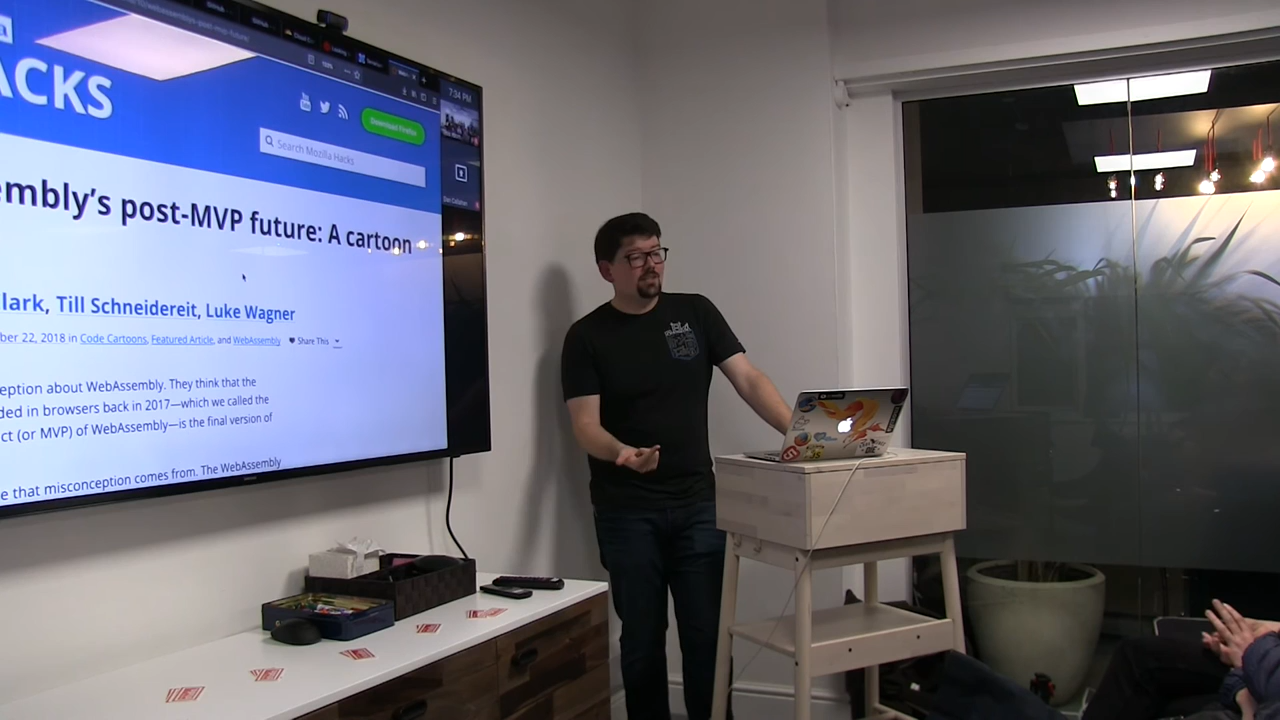 7:34 PM
ACKS
Download Firefox
Search Mozilla Hacks
embly's post-MVP future: A cartoon
lark, Till Schneidereit, Luke Wagner
ber 22, 2018 in Code Cartoons, Featured Article, and WebAssembly
Share This
eption about WebAssembly. They think that the
ded in browsers back in 2017—which we called the
ct (or MVP) of WebAssembly—is the final version of
e that misconception comes from. The WebAssembly